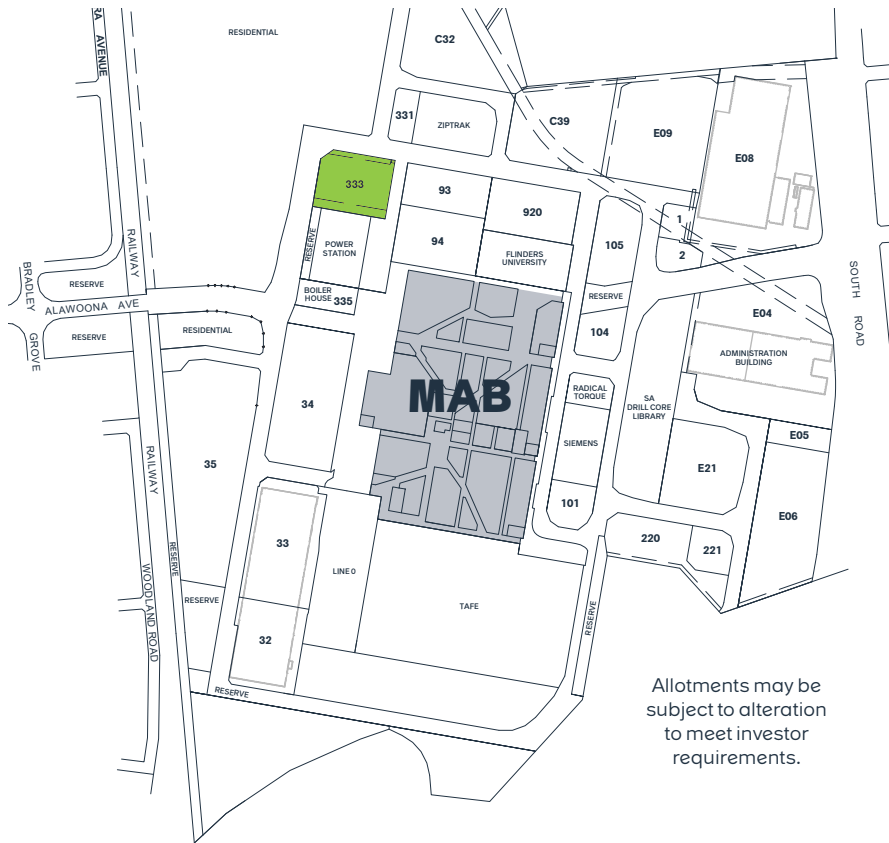 RESIDENTIAL
RA AVENUE
C32
331
ZIPTRAK
C39
E09
E08
333
93
920
94
FLINDERS
UNIVERSITY
105
1
2
RESERVE
POWER
STATION
RAILWAY
BOILER
HOUSE
335
RESERVE
104
BRADLEY
GROVE
RESERVE
ALAWOONA AVE
RESERVE
RESIDENTIAL
SOUTH
ROAD
E04
ADMINISTRATION
BUILDING
MAB
34
RADICAL
TORQUE
SA
DRILL CORE
LIBRARY
SIEMENS
E05
35
RAILWAY
E21
101
E06
33
220
221
RESERVE
LINE 0
WOODLAND ROAD
RESERVE
TAFE
RESERVE
32
RESERVE
Allotments may be
subject to alteration
to meet investor
requirements.